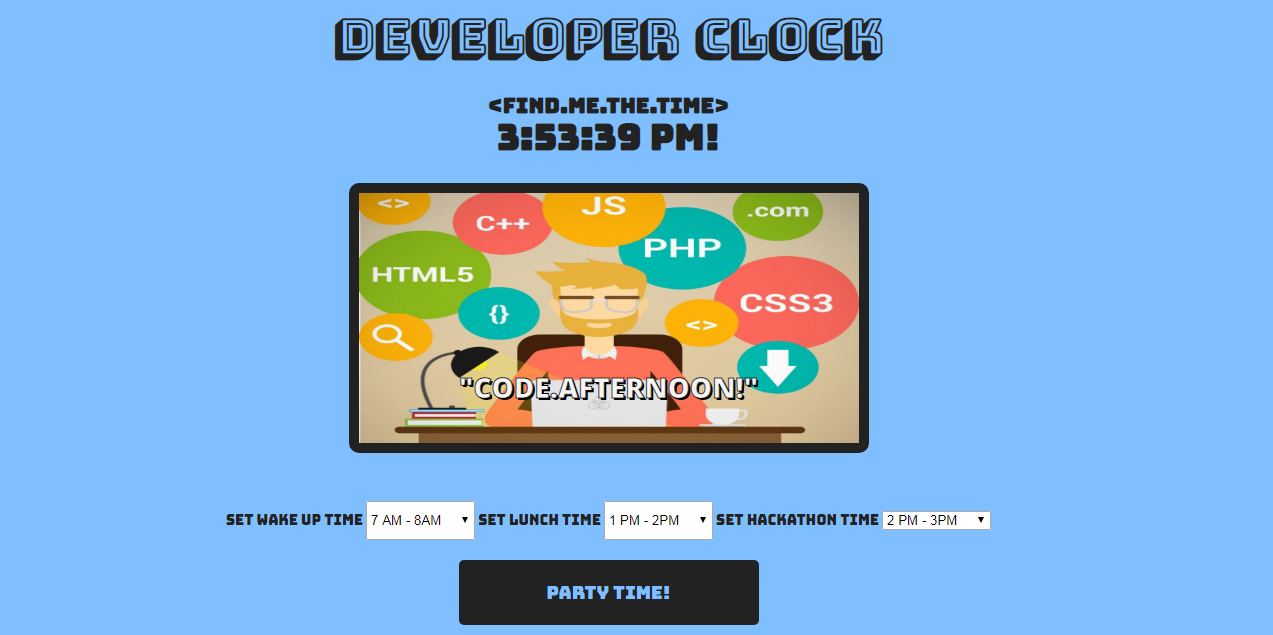 DEVELOPER CLOCK
<FIND.ME.THE.TIME>
3:53:39 PM!
<> C++ JS .com
HTML5 PHP
{} <> CSS3
"CODE.AFTERNOON!"
SET WAKE UP TIME 7 AM - 8AM SET LUNCH TIME 1 PM - 2PM SET HACKATHON TIME 2 PM - 3PM
PARTY TIME!